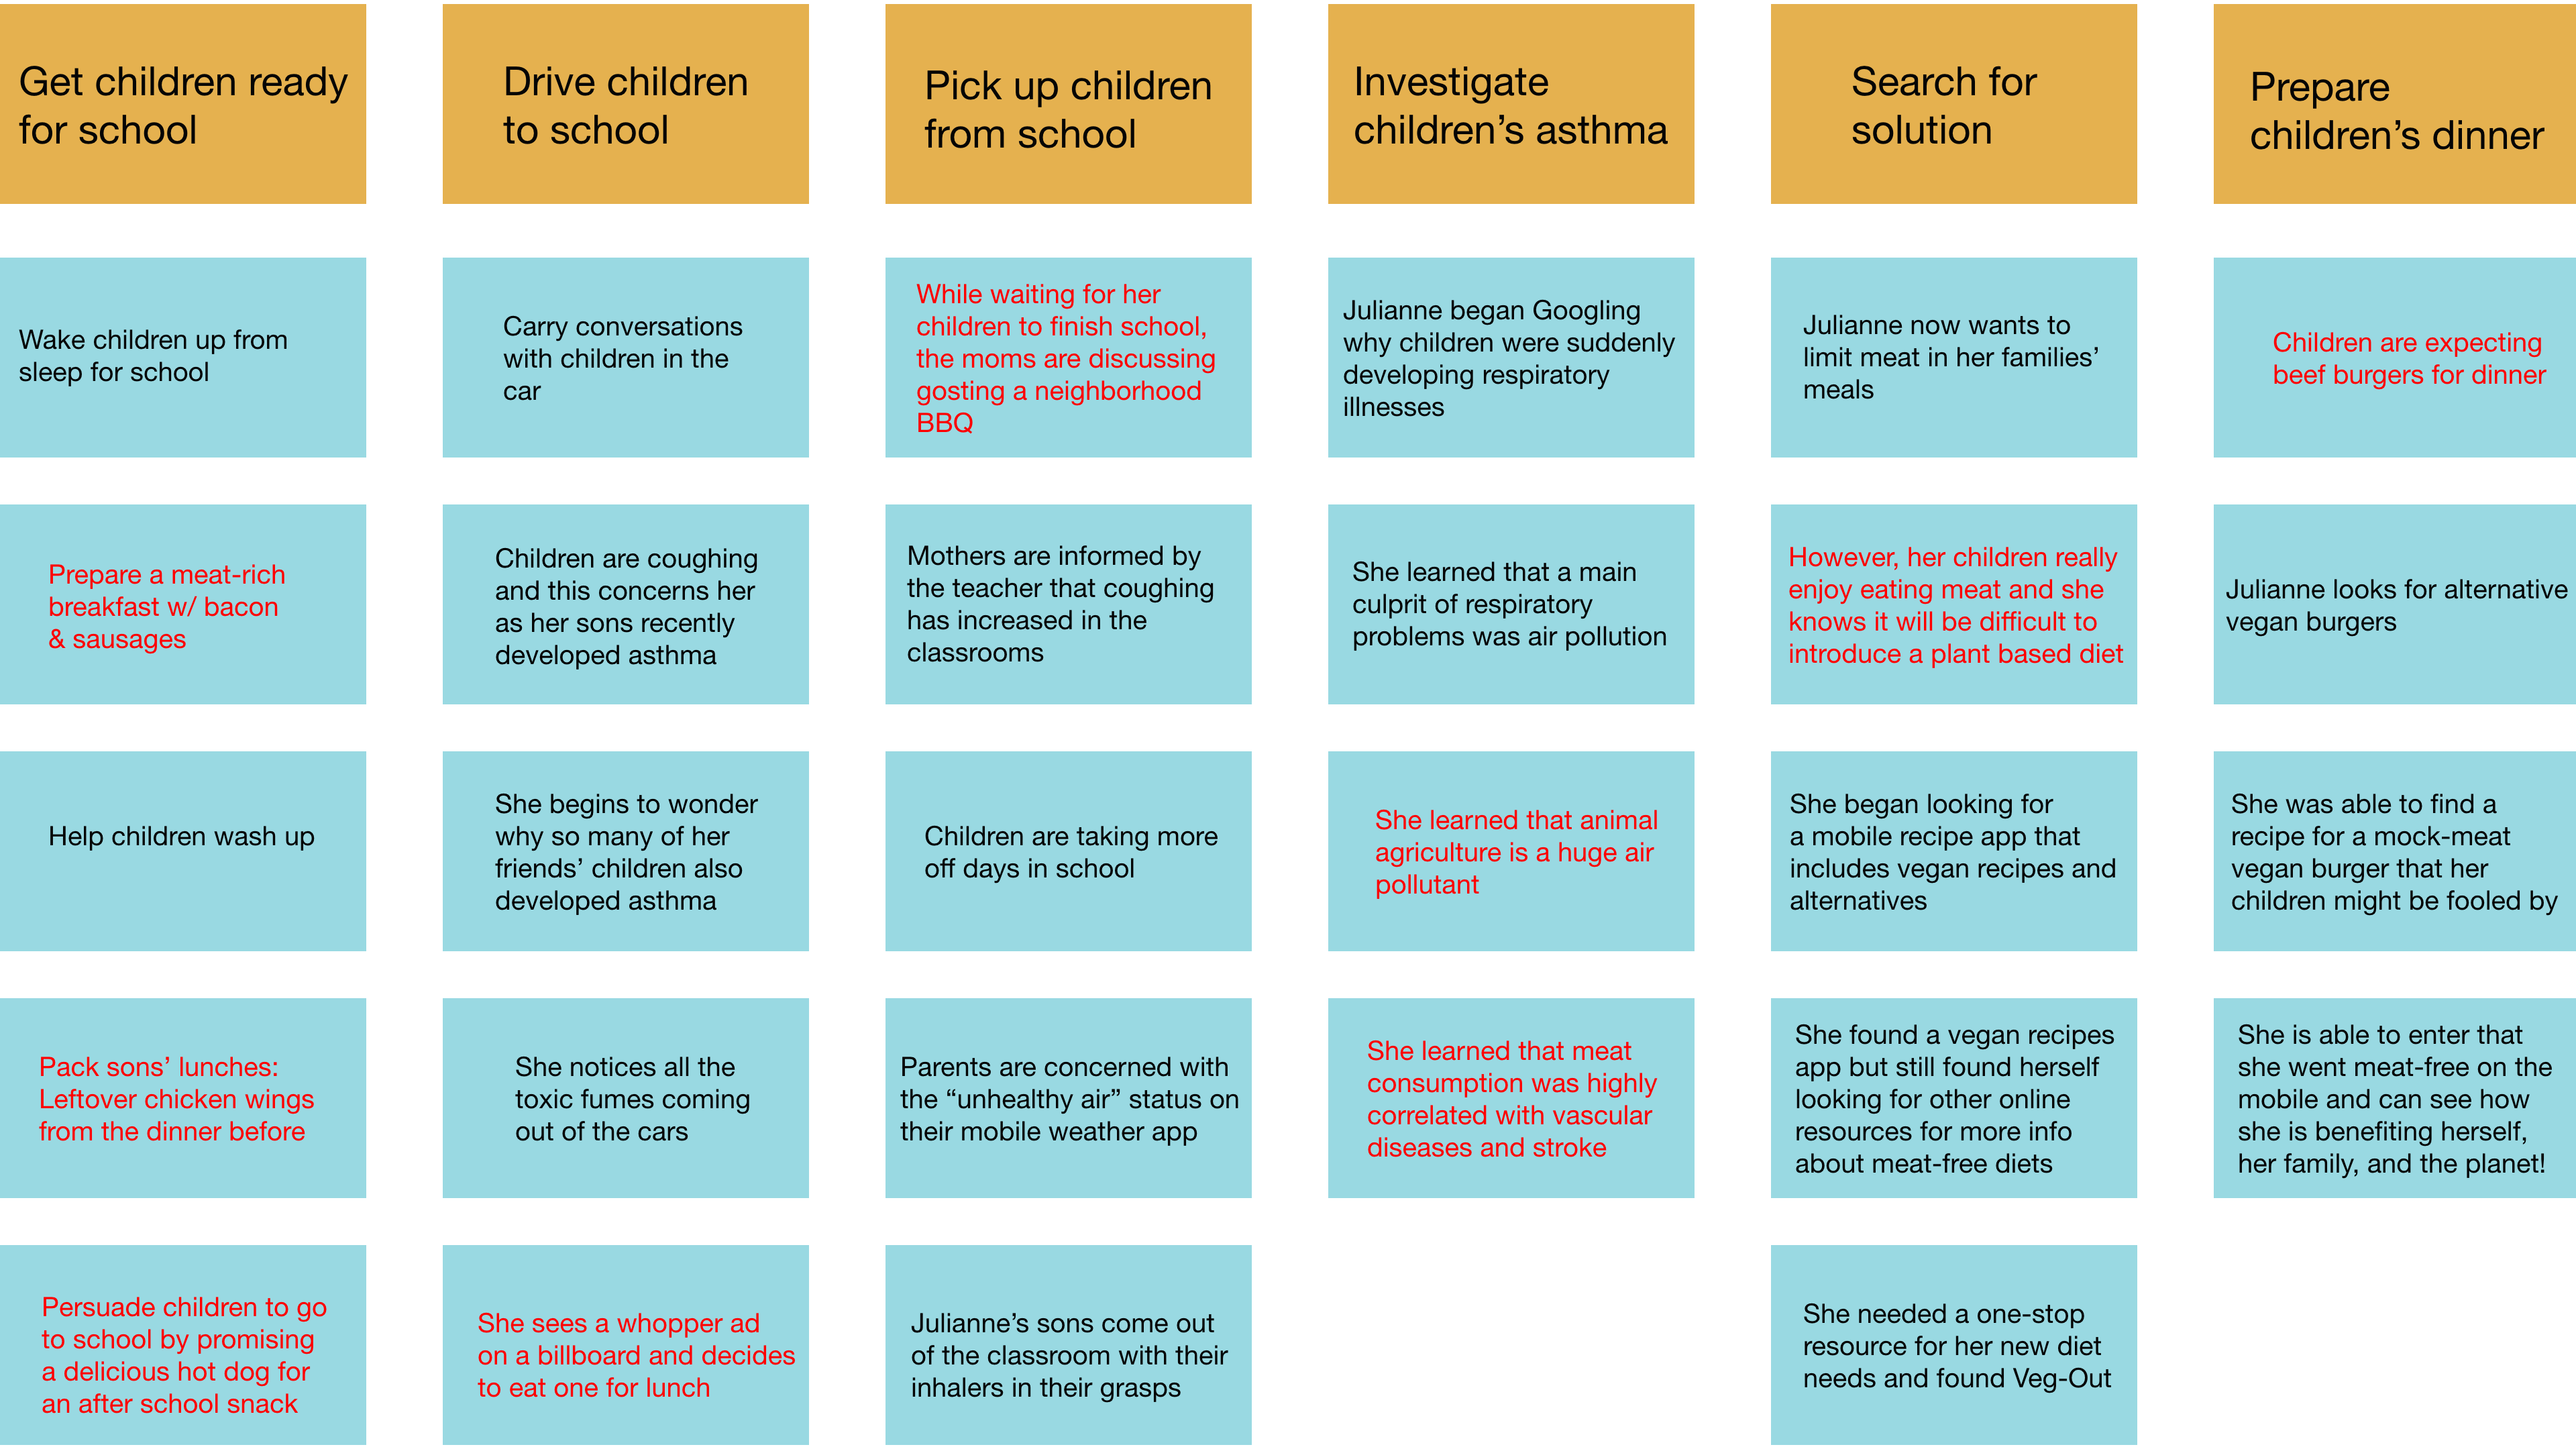 Get children ready
for school
Drive children
to school
Pick up children
from school
Investigate
children’s asthma
Search for
solution
Prepare
children’s dinner
Wake children up from
sleep for school
Carry conversations
with children in the
car
While waiting for her
children to finish school,
the moms are discussing
gosting a neighborhood
BBQ
Julianne began Googling
why children were suddenly
developing respiratory
illnesses
Julianne now wants to
limit meat in her families’
meals
Children are expecting
beef burgers for dinner
Prepare a meat-rich
breakfast w/ bacon
& sausages
Children are coughing
and this concerns her
as her sons recently
developed asthma
Mothers are informed by
the teacher that coughing
has increased in the
classrooms
She learned that a main
culprit of respiratory
problems was air pollution
However, her children really
enjoy eating meat and she
knows it will be difficult to
introduce a plant based diet
Julianne looks for alternative
vegan burgers
Help children wash up
She begins to wonder
why so many of her
friends’ children also
developed asthma
Children are taking more
off days in school
She learned that animal
agriculture is a huge air
pollutant
She began looking for
a mobile recipe app that
includes vegan recipes and
alternatives
She was able to find a
recipe for a mock-meat
vegan burger that her
children might be fooled by
Pack sons’ lunches:
Leftover chicken wings
from the dinner before
She notices all the
toxic fumes coming
out of the cars
Parents are concerned with
the “unhealthy air” status on
their mobile weather app
She learned that meat
consumption was highly
correlated with vascular
diseases and stroke
She found a vegan recipes
app but still found herself
looking for other online
resources for more info
about meat-free diets
She is able to enter that
she went meat-free on the
mobile and can see how
she is benefiting herself,
her family, and the planet!
Persuade children to go
to school by promising
a delicious hot dog for
an after school snack
She sees a whopper ad
on a billboard and decides
to eat one for lunch
Julianne’s sons come out
of the classroom with their
inhalers in their grasps
She needed a one-stop
resource for her new diet
needs and found Veg-Out